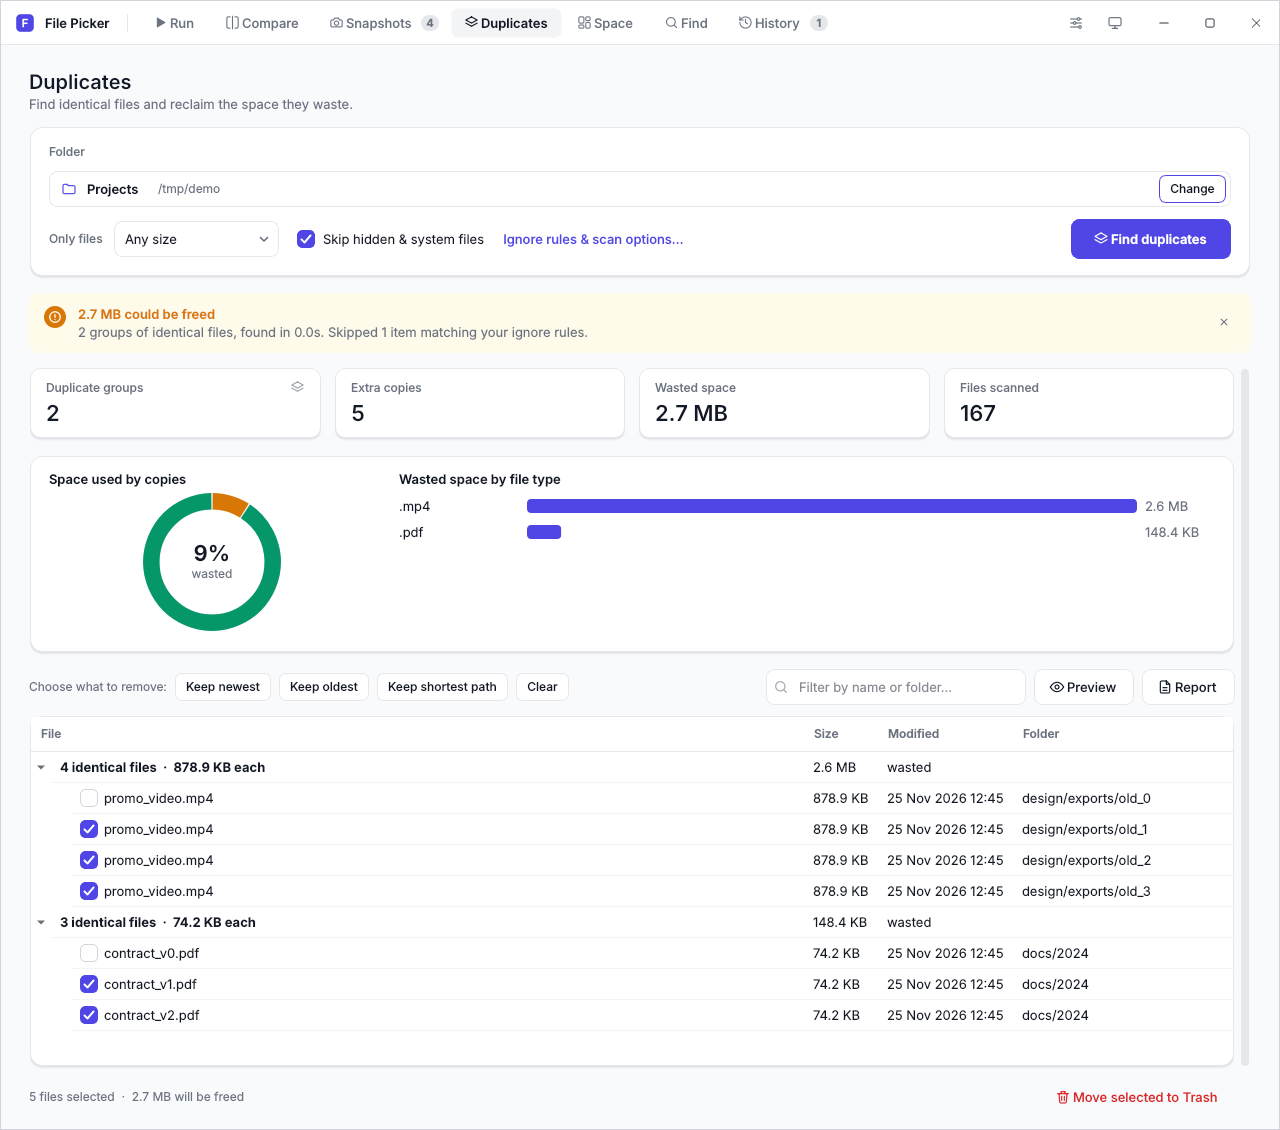 F File Picker Run Compare Snapshots 4 Duplicates Space Find History 1
Duplicates
Find identical files and reclaim the space they waste.
Folder
Projects /tmp/demo Change
Only files Any size Skip hidden & system files Ignore rules & scan options... Find duplicates
2.7 MB could be freed
2 groups of identical files, found in 0.0s. Skipped 1 item matching your ignore rules.
Duplicate groups Extra copies Wasted space Files scanned
2 5 2.7 MB 167
Space used by copies Wasted space by file type
.mp4 2.6 MB
.pdf 148.4 KB
9%
wasted
Choose what to remove: Keep newest Keep oldest Keep shortest path Clear Filter by name or folder... Preview Report
File Size Modified Folder
4 identical files · 878.9 KB each 2.6 MB wasted
promo_video.mp4 878.9 KB 25 Nov 2026 12:45 design/exports/old_0
promo_video.mp4 878.9 KB 25 Nov 2026 12:45 design/exports/old_1
promo_video.mp4 878.9 KB 25 Nov 2026 12:45 design/exports/old_2
promo_video.mp4 878.9 KB 25 Nov 2026 12:45 design/exports/old_3
3 identical files · 74.2 KB each 148.4 KB wasted
contract_v0.pdf 74.2 KB 25 Nov 2026 12:45 docs/2024
contract_v1.pdf 74.2 KB 25 Nov 2026 12:45 docs/2024
contract_v2.pdf 74.2 KB 25 Nov 2026 12:45 docs/2024
5 files selected · 2.7 MB will be freed Move selected to Trash